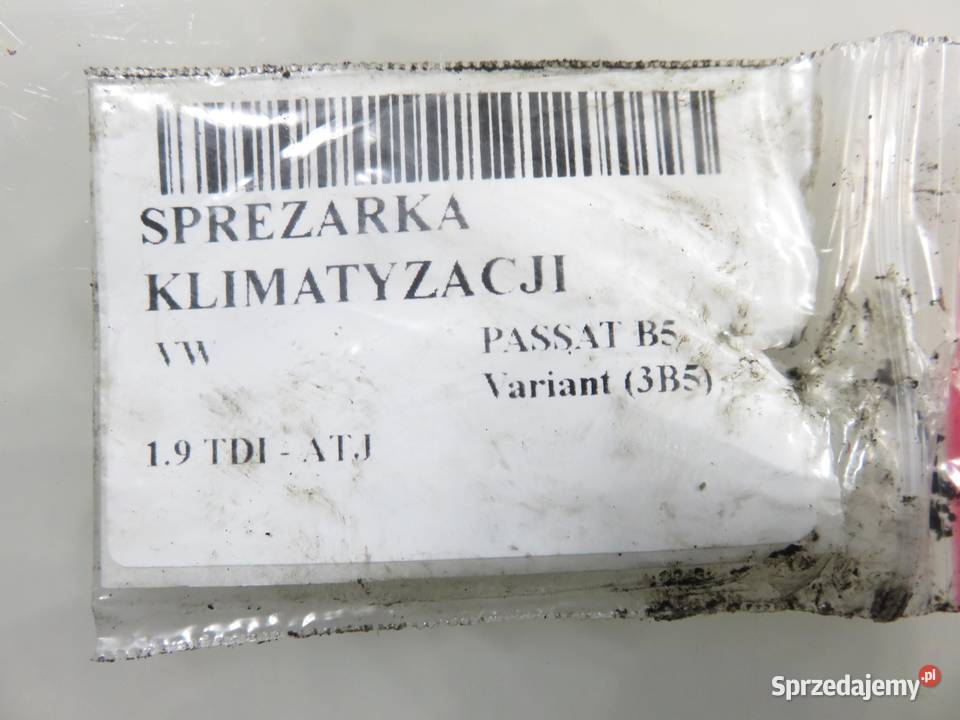 SPREZARKA
KLIMATYZACJI
VW
PASSAT B5
Variant (3B5)
1.9 TDI - ATJ
Sprzedajemy.pl